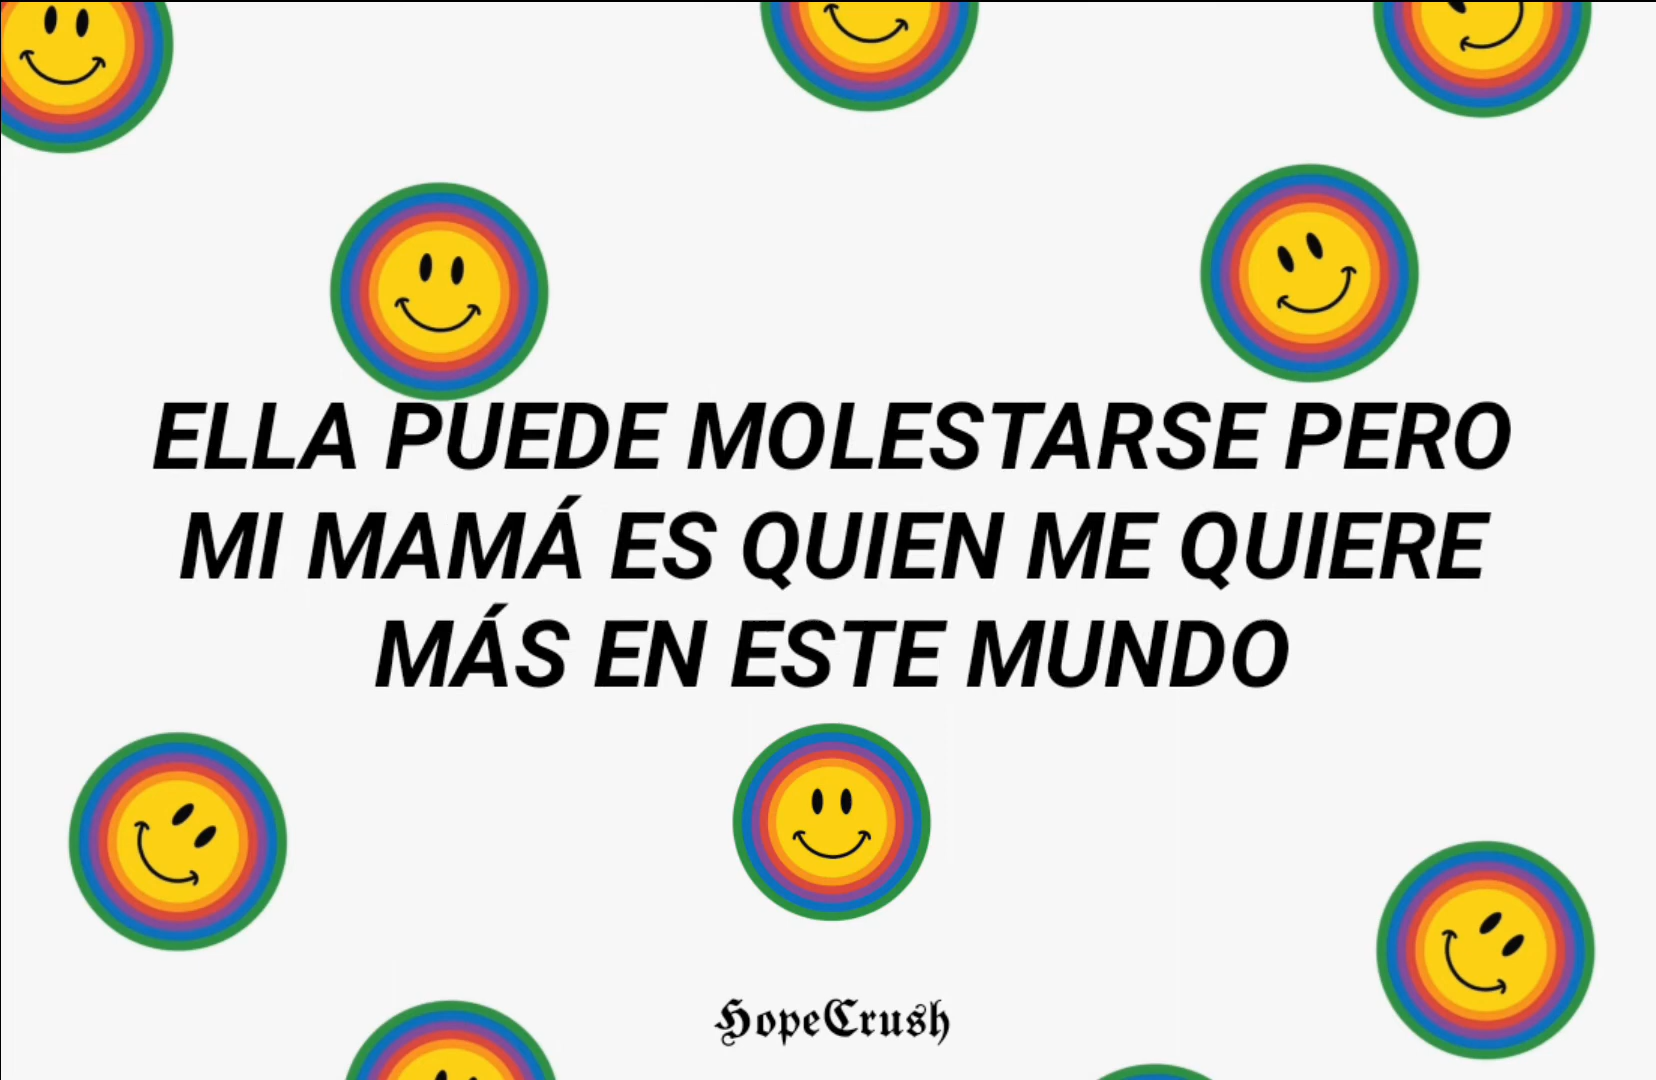 ELLA PUEDE MOLESTARSE PERO
MI MAMÁ ES QUIEN ME QUIERE
MÁS EN ESTE MUNDO
HopeCrush